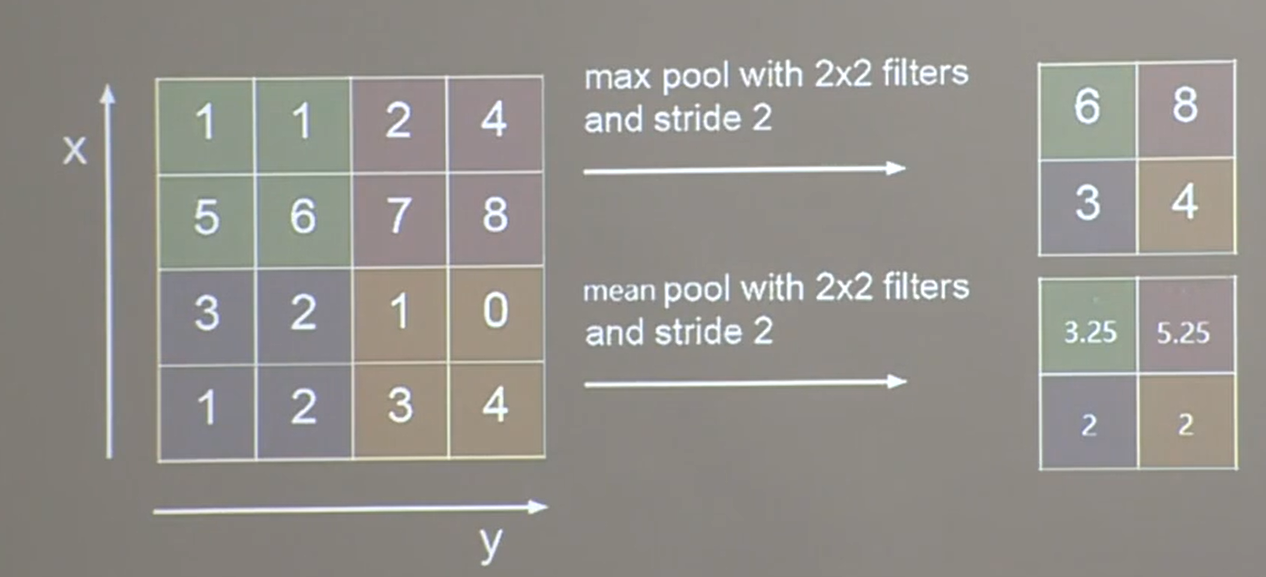 x
1 1 2 4
5 6 7 8
3 2 1 0
1 2 3 4
y
max pool with 2x2 filters
and stride 2
6 8
3 4
mean pool with 2x2 filters
and stride 2
3.25 5.25
2 2